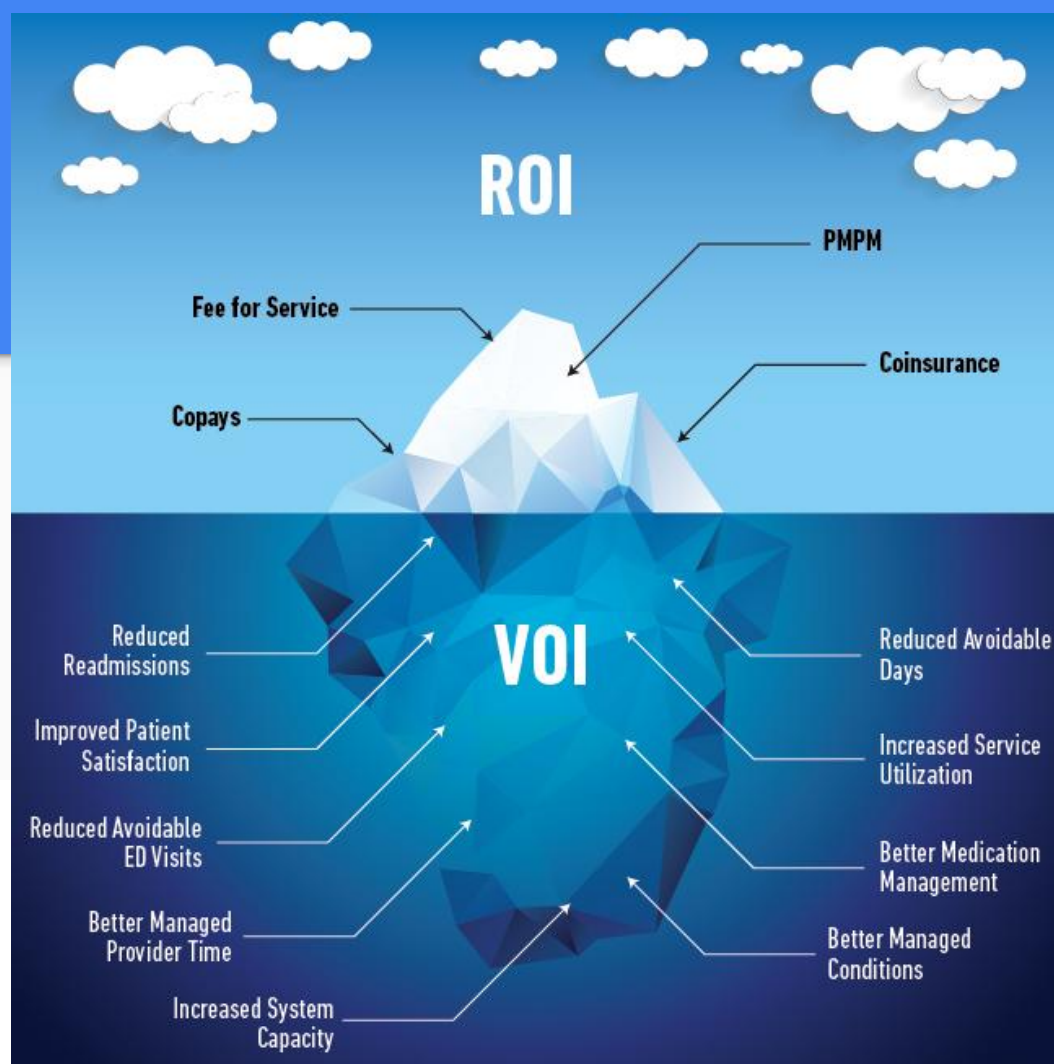 ROI
PMPM
Fee for Service
Coinsurance
Copays
VOI
Reduced
Readmissions
Reduced Avoidable
Days
Improved Patient
Satisfaction
Increased Service
Utilization
Reduced Avoidable
ED Visits
Better Medication
Management
Better Managed
Provider Time
Better Managed
Conditions
Increased System
Capacity